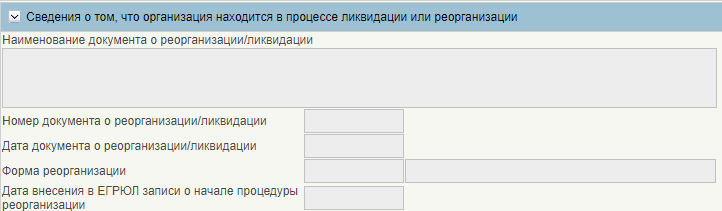 Сведения о том, что организация находится в процессе ликвидации или реорганизации
Наименование документа о реорганизации/ликвидации
Номер документа о реорганизации/ликвидации
Дата документа о реорганизации/ликвидации
Форма реорганизации
Дата внесения в ЕГРЮЛ записи о начале процедуры
реорганизации